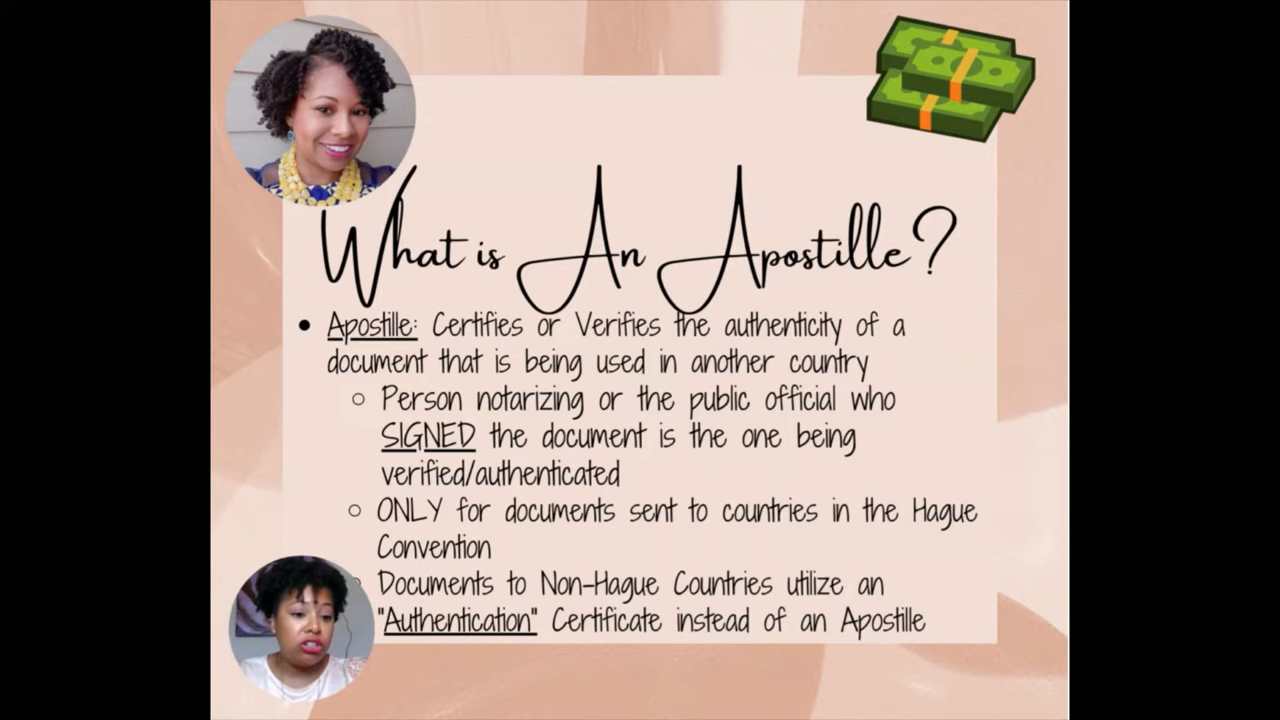 What is An Apostille?
• Apostille: Certifies or Verifies the authenticity of a
document that is being used in another country
○ Person notarizing or the public official who
SIGNED the document is the one being
verified/authenticated
○ ONLY for documents sent to countries in the Hague
Convention
○ Documents to Non-Hague Countries utilize an
"Authentication" Certificate instead of an Apostille